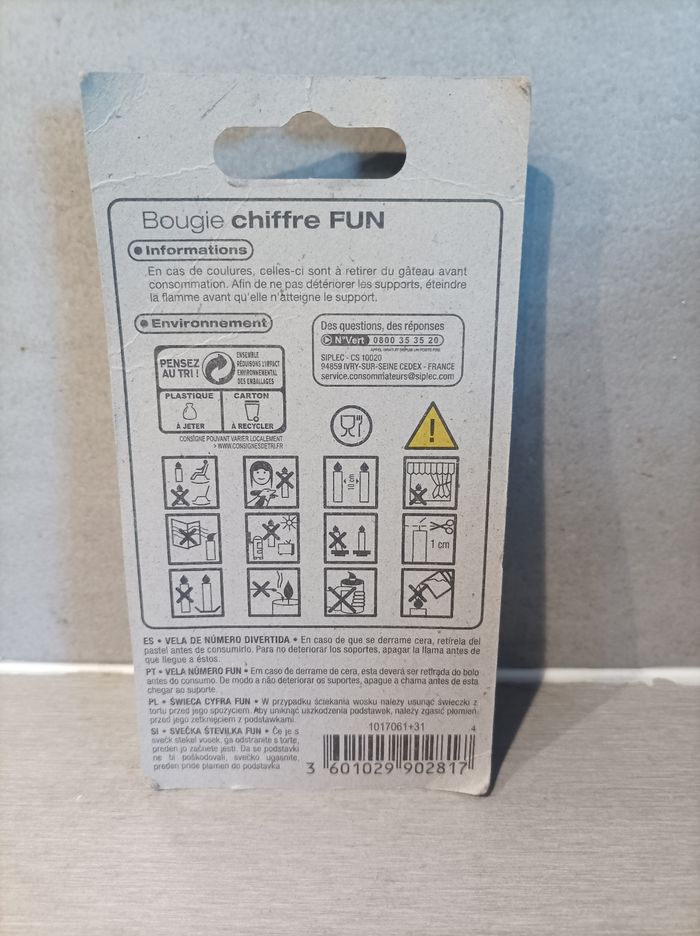 Bougie chiffre FUN
Informations
En cas de coulures, celles-ci sont à retirer du gâteau avant
consommation. Afin de ne pas détériorer les supports, éteindre
la flamme avant qu'elle n'atteigne le support.
Environnement
Des questions, des réponses
N°Vert 0800 35 35 20
APPEL GRATUIT DEPUIS UN POSTE FIXE
SIPLEC - CS 10020
94859 IVRY-SUR-SEINE CEDEX - FRANCE
service.consommateurs@siplec.com
PENSEZ
AU TRI !
ENSEMBLE
RÉDUISONS L'IMPACT
ENVIRONNEMENTAL
DES EMBALLAGES
PLASTIQUE
CARTON
À JETER
À RECYCLER
CONSIGNE POUVANT VARIER LOCALEMENT
> WWW.CONSIGNESDETRI.FR
cm
10
1 cm
ES • VELA DE NÚMERO DIVERTIDA • En caso de que se derrame cera, retírela del
pastel antes de consumirlo. Para no deteriorar los soportes, apagar la llama antes de
que llegue a éstos.
PT • VELA NÚMERO FUN • Em caso de derrame de cera, esta deverá ser retirada do bolo
antes do consumo. De modo a não deteriorar os suportes, apague a chama antes de esta
chegar ao suporte.
PL • ŚWIECA CYFRA FUN • W przypadku ściekania wosku należy usunąć świeczki z
tortu przed jego spożyciem. Aby uniknąć uszkodzenia podstawek, należy zgasić płomień
przed jego zetknięciem z podstawkami.
SI • SVEČKA ŠTEVILKA FUN • Če je s
svečk stekel vosek, ga odstranite s torte,
preden jo začnete jesti. Da se podstavki
ne bi poškodovali, svečko ugasnite,
preden pride plamen do podstavka.
1017061+31
4
3 601029 902817